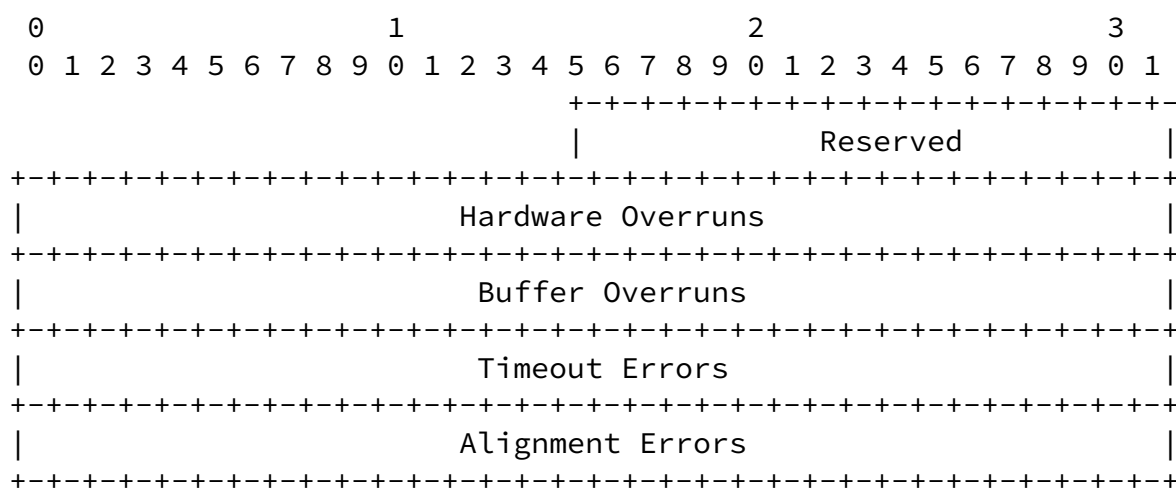 0                   1                   2                   3
 0 1 2 3 4 5 6 7 8 9 0 1 2 3 4 5 6 7 8 9 0 1 2 3 4 5 6 7 8 9 0 1
                               +-+-+-+-+-+-+-+-+-+-+-+-+-+-+-+-+-
                               |             Reserved           |
+-+-+-+-+-+-+-+-+-+-+-+-+-+-+-+-+-+-+-+-+-+-+-+-+-+-+-+-+-+-+-+-+
|                        Hardware Overruns                      |
+-+-+-+-+-+-+-+-+-+-+-+-+-+-+-+-+-+-+-+-+-+-+-+-+-+-+-+-+-+-+-+-+
|                         Buffer Overruns                       |
+-+-+-+-+-+-+-+-+-+-+-+-+-+-+-+-+-+-+-+-+-+-+-+-+-+-+-+-+-+-+-+-+
|                         Timeout Errors                        |
+-+-+-+-+-+-+-+-+-+-+-+-+-+-+-+-+-+-+-+-+-+-+-+-+-+-+-+-+-+-+-+-+
|                        Alignment Errors                       |
+-+-+-+-+-+-+-+-+-+-+-+-+-+-+-+-+-+-+-+-+-+-+-+-+-+-+-+-+-+-+-+-+